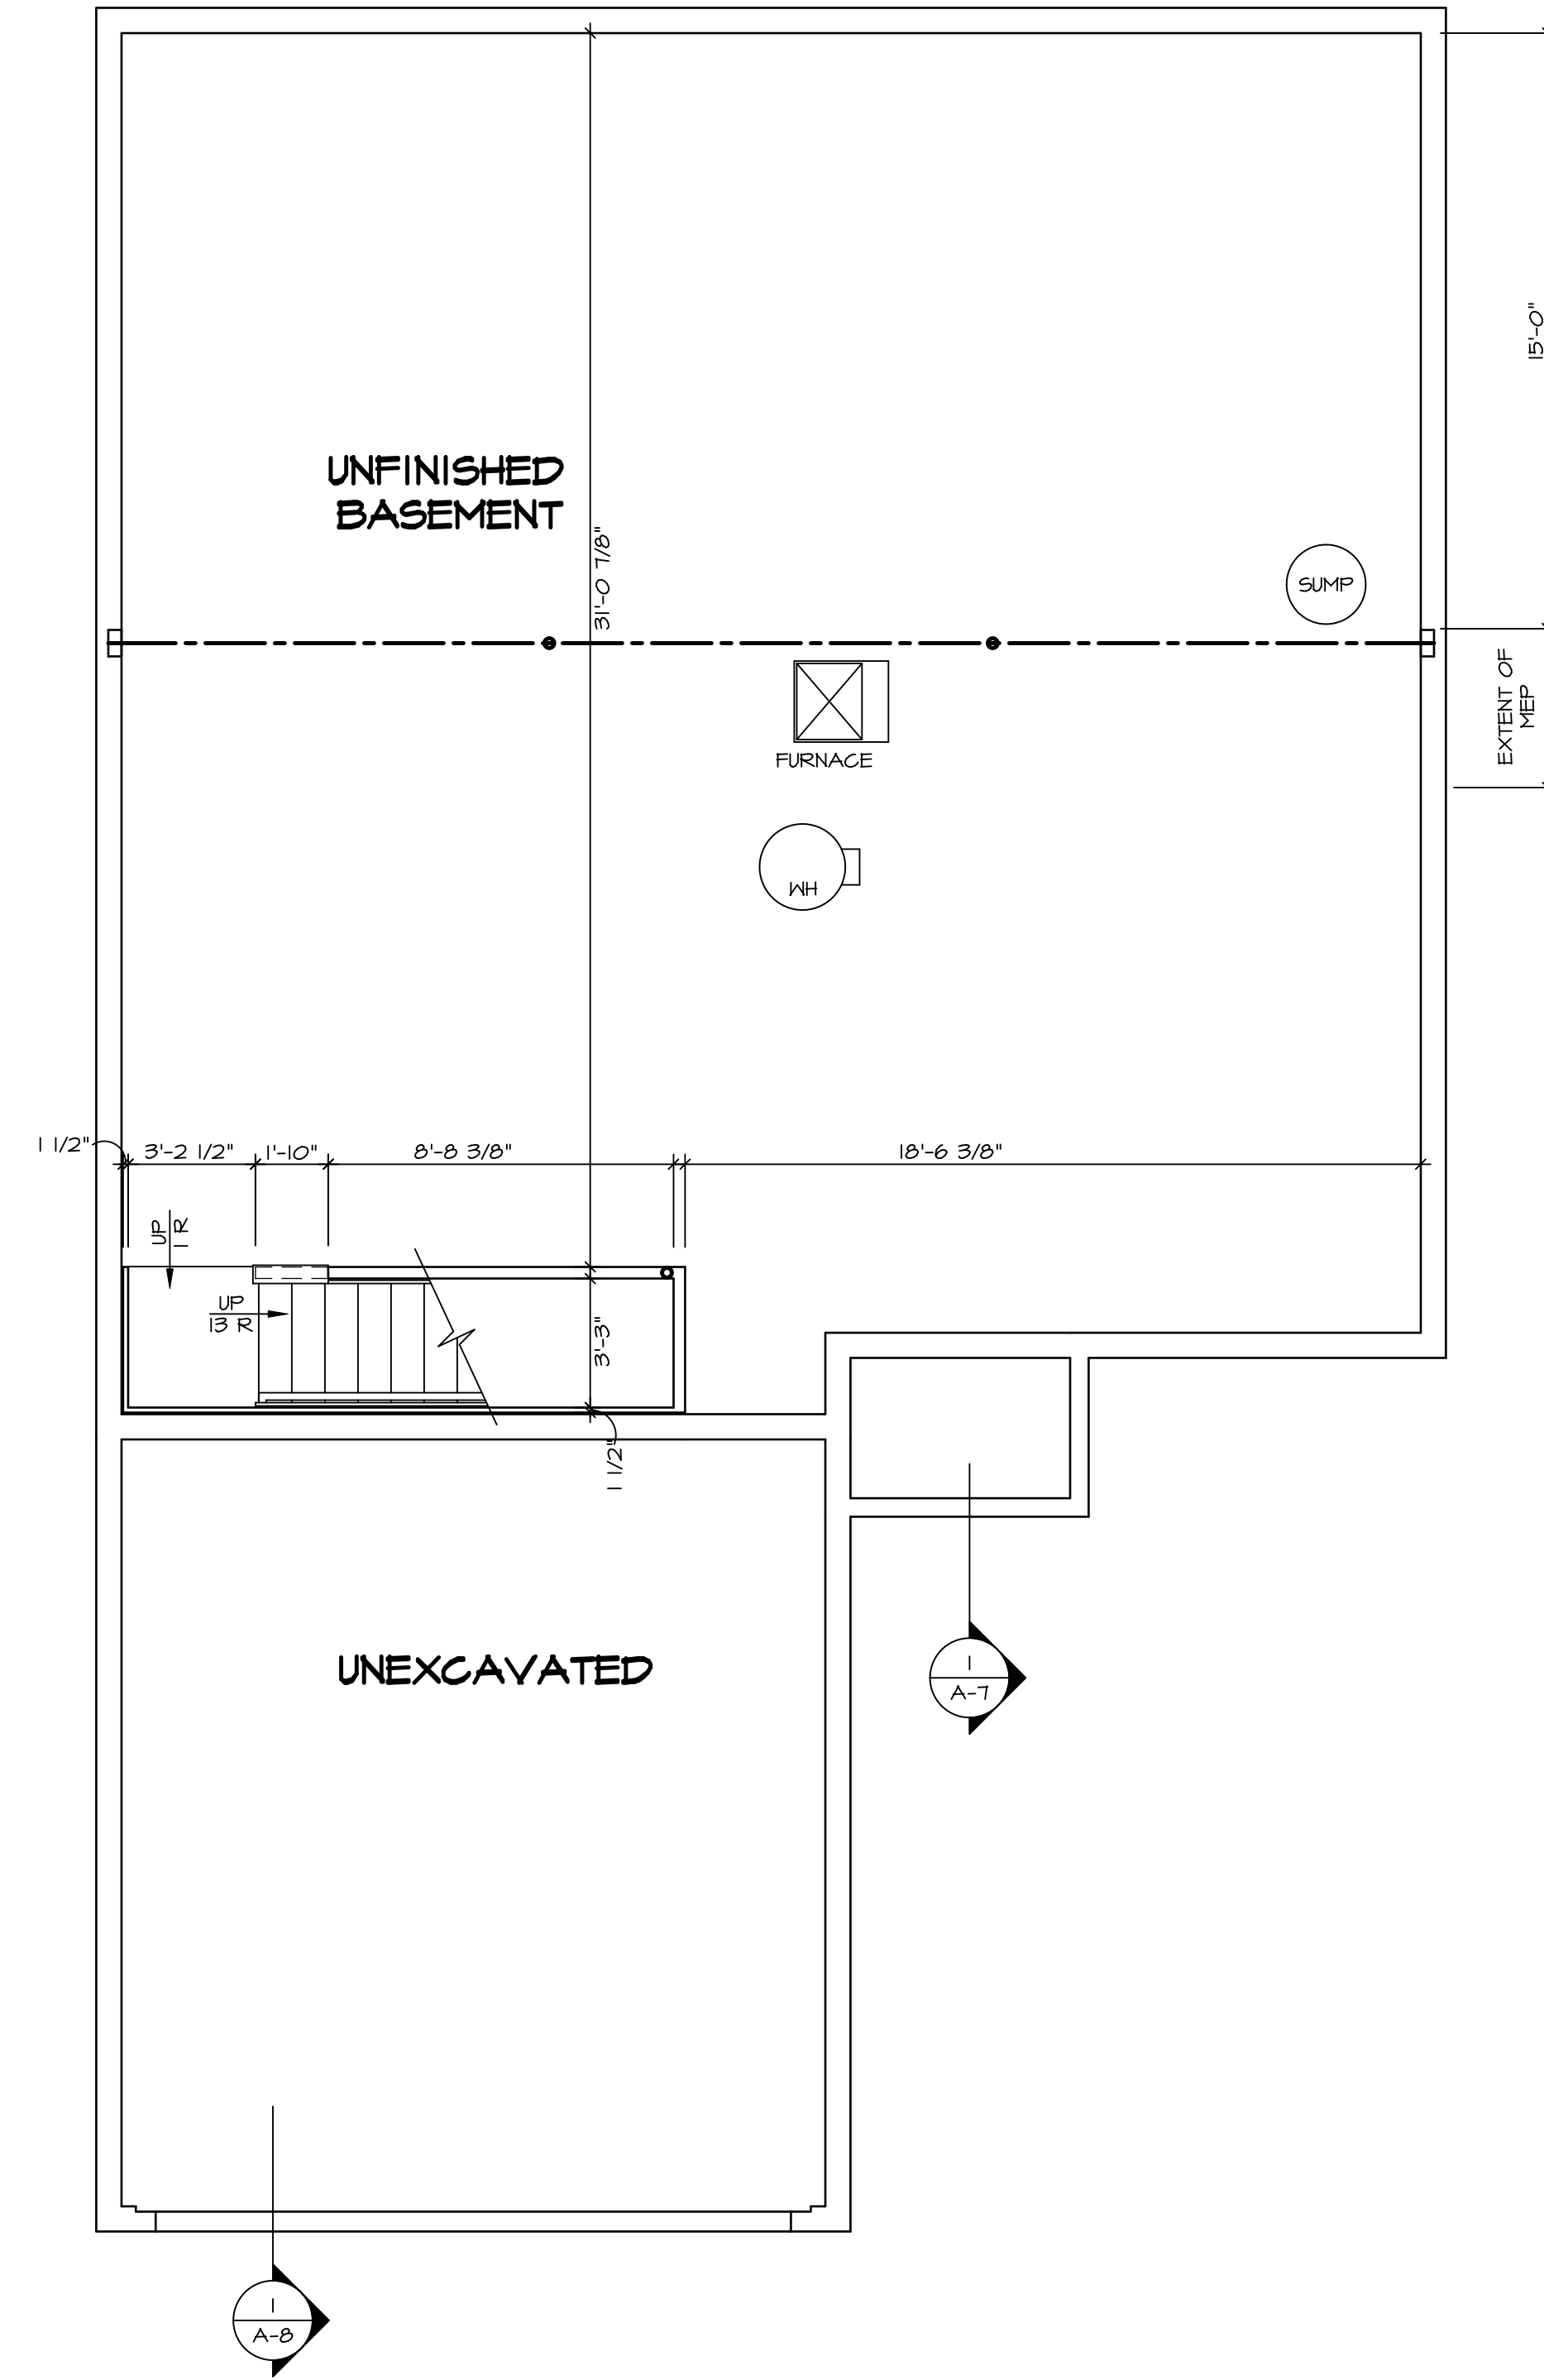 15'-0"
UNFINISHED
BASEMENT
31'-0 7/8"
SUMP
EXTENT OF
MEP
FURNACE
WH
1 1/2"
3'-2 1/2"
1'-10"
8'-8 3/8"
18'-6 3/8"
UP
1 R
UP
13 R
3'-3"
1 1/2"
UNEXCAVATED
1
A-7
1
A-8